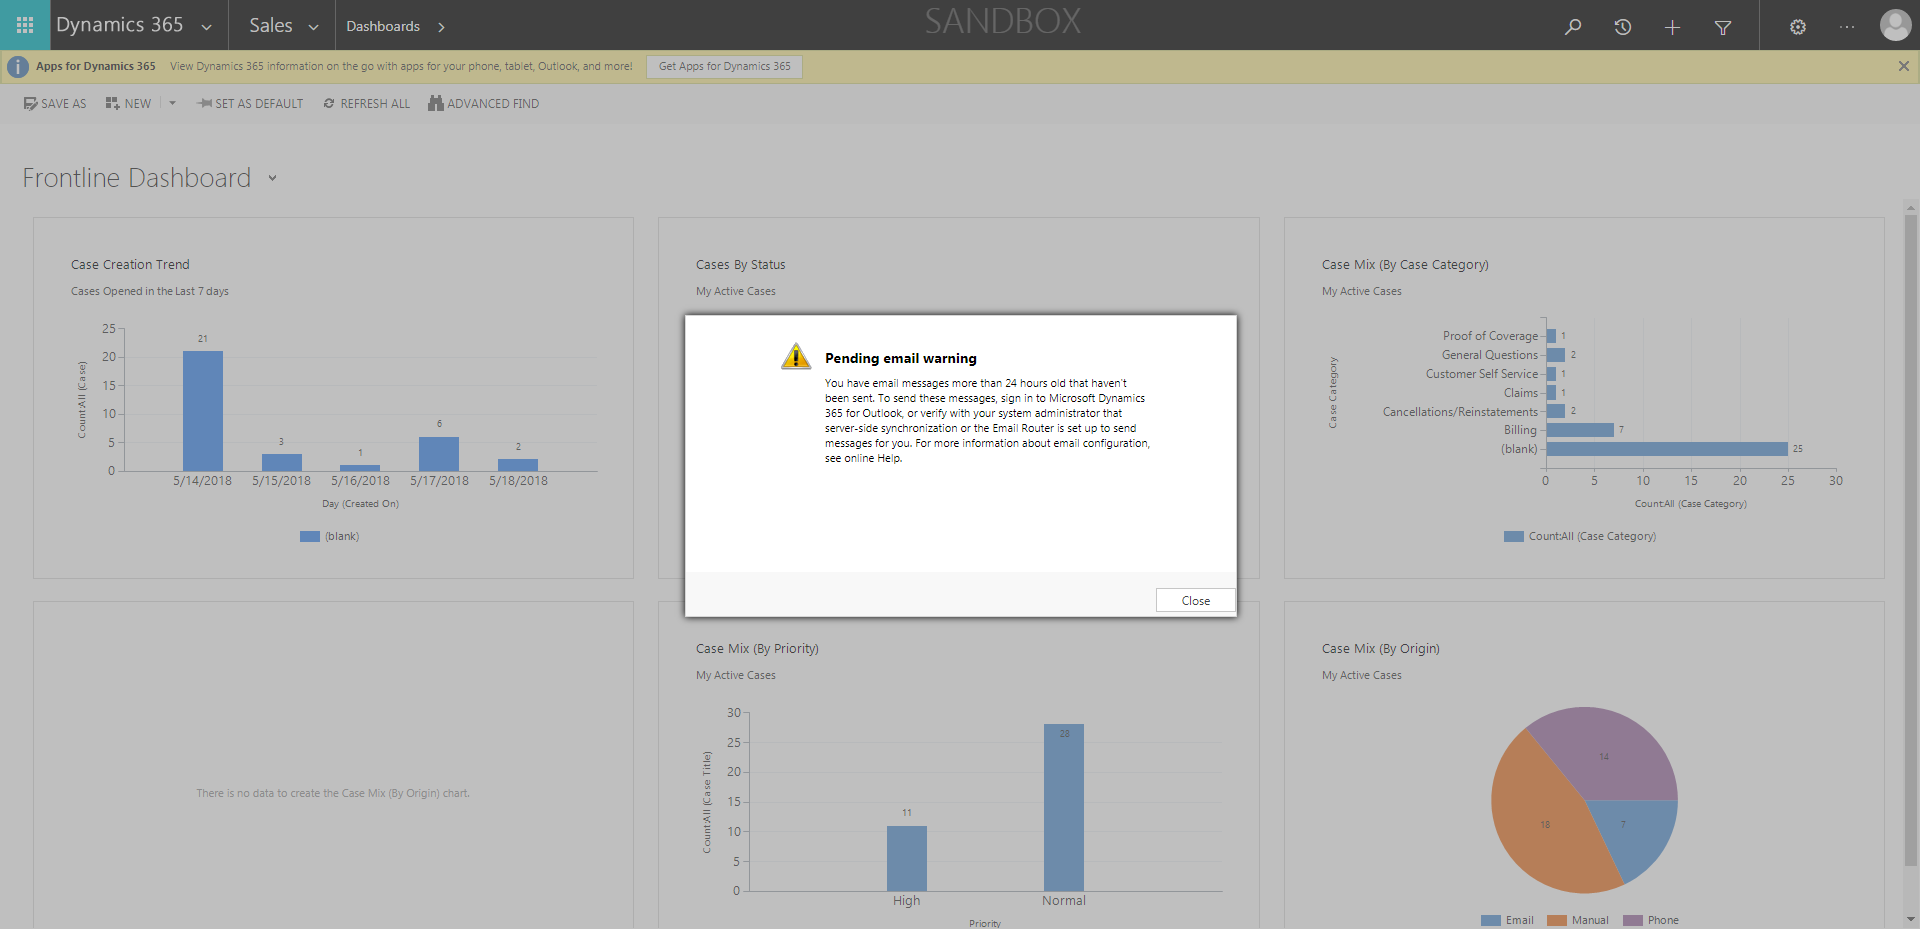 Dynamics 365
Sales
Dashboards
SANDBOX
Apps for Dynamics 365 View Dynamics 365 information on the go with apps for your phone, tablet, Outlook, and more! Get Apps for Dynamics 365
SAVE AS NEW SET AS DEFAULT REFRESH ALL ADVANCED FIND
Frontline Dashboard
Case Creation Trend
Cases Opened in the Last 7 days
25
20
15
10
5
0
Count:All (Case)
21
3
1
6
2
5/14/2018 5/15/2018 5/16/2018 5/17/2018 5/18/2018
Day (Created On)
(blank)
Cases By Status
My Active Cases
Pending email warning
You have email messages more than 24 hours old that haven't
been sent. To send these messages, sign in to Microsoft Dynamics
365 for Outlook, or verify with your system administrator that
server-side synchronization or the Email Router is set up to send
messages for you. For more information about email configuration,
see online Help.
Close
Case Mix (By Case Category)
My Active Cases
Case Category
Proof of Coverage 1
General Questions 2
Customer Self Service 1
Claims 1
Cancellations/Reinstatements 2
Billing 7
(blank) 25
0 5 10 15 20 25 30
Count:All (Case Category)
Count:All (Case Category)
There is no data to create the Case Mix (By Origin) chart.
Case Mix (By Priority)
My Active Cases
30
25
20
15
10
5
0
Count:All (Case Title)
11
28
High Normal
Priority
Case Mix (By Origin)
My Active Cases
14
18
7
Email Manual Phone